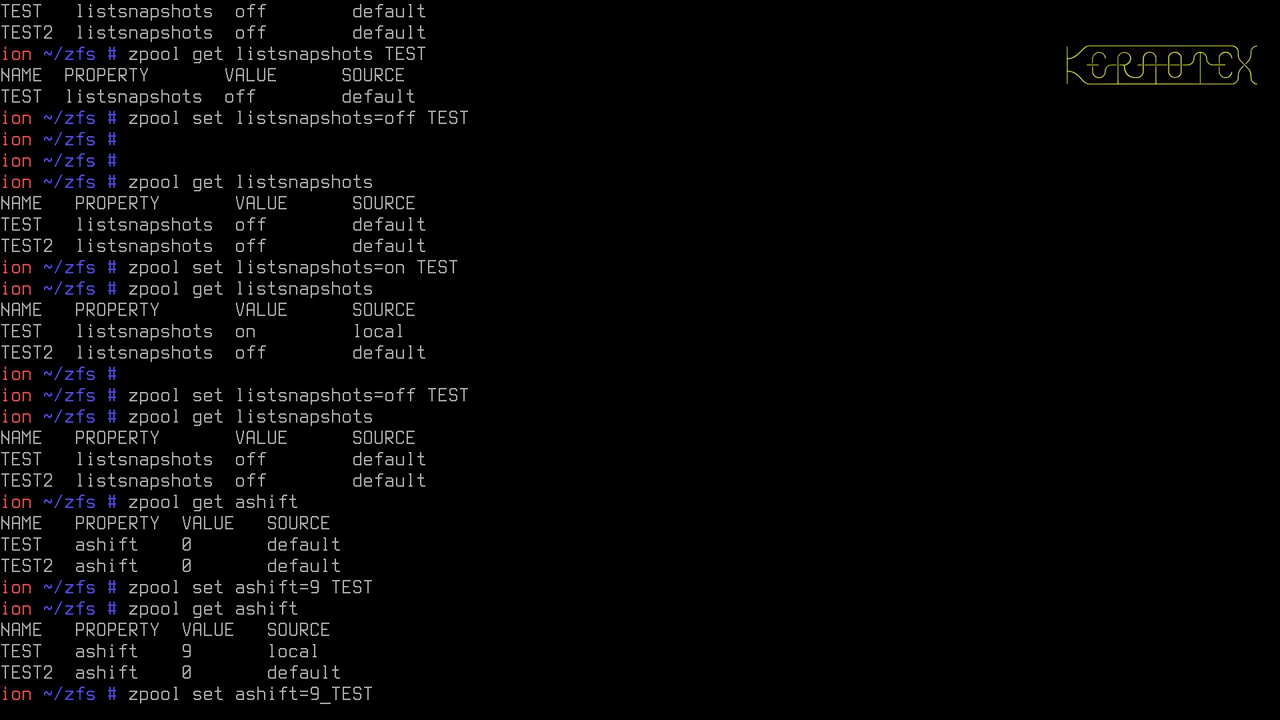 TEST   listsnapshots  off        default
TEST2  listsnapshots  off        default
ion ~/zfs # zpool get listsnapshots TEST
NAME  PROPERTY       VALUE      SOURCE
TEST  listsnapshots  off        default
ion ~/zfs # zpool set listsnapshots=off TEST
ion ~/zfs #
ion ~/zfs #
ion ~/zfs # zpool get listsnapshots
NAME   PROPERTY       VALUE      SOURCE
TEST   listsnapshots  off        default
TEST2  listsnapshots  off        default
ion ~/zfs # zpool set listsnapshots=on TEST
ion ~/zfs # zpool get listsnapshots
NAME   PROPERTY       VALUE      SOURCE
TEST   listsnapshots  on         local
TEST2  listsnapshots  off        default
ion ~/zfs #
ion ~/zfs # zpool set listsnapshots=off TEST
ion ~/zfs # zpool get listsnapshots
NAME   PROPERTY       VALUE      SOURCE
TEST   listsnapshots  off        default
TEST2  listsnapshots  off        default
ion ~/zfs # zpool get ashift
NAME   PROPERTY  VALUE   SOURCE
TEST   ashift    0       default
TEST2  ashift    0       default
ion ~/zfs # zpool set ashift=9 TEST
ion ~/zfs # zpool get ashift
NAME   PROPERTY  VALUE   SOURCE
TEST   ashift    9       local
TEST2  ashift    0       default
ion ~/zfs # zpool set ashift=9_TEST
KERAOTEX